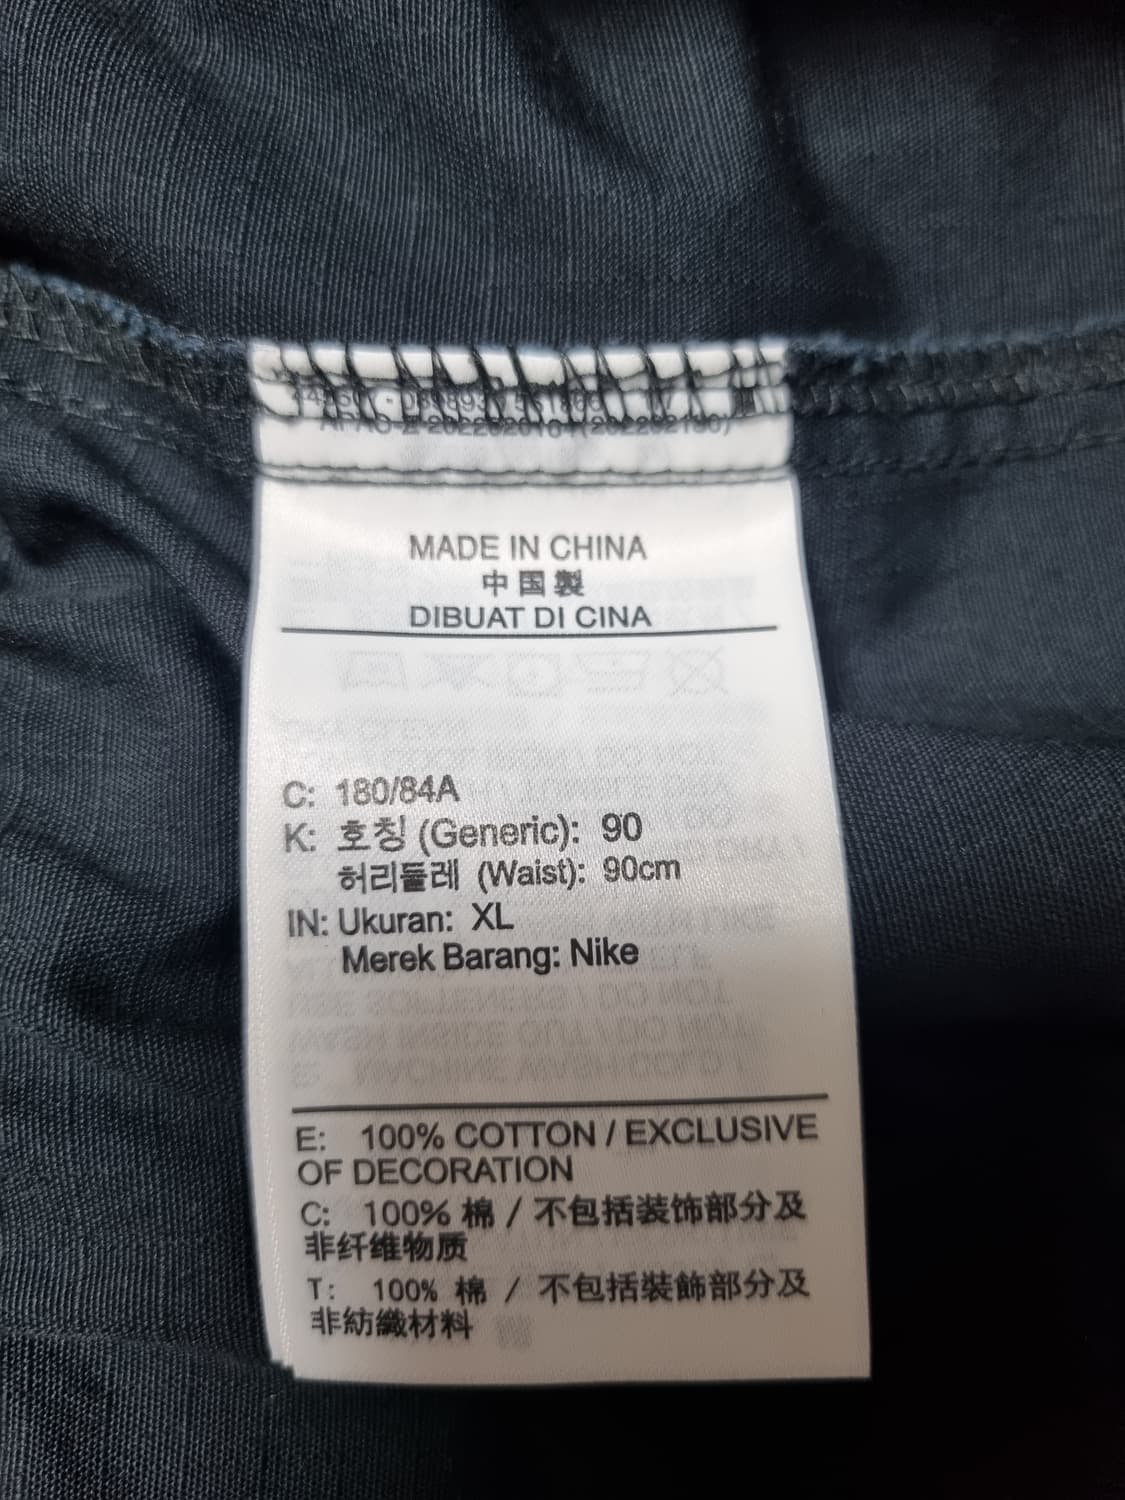 MADE IN CHINA
中国製
DIBUAT DI CINA
C: 180/84A
K: 호칭 (Generic): 90
허리둘레 (Waist): 90cm
IN: Ukuran: XL
Merek Barang: Nike
E: 100% COTTON / EXCLUSIVE
OF DECORATION
C: 100% 棉 / 不包括装饰部分及
非纤维物质
T: 100% 棉 / 不包括裝飾部分及
非紡織材料